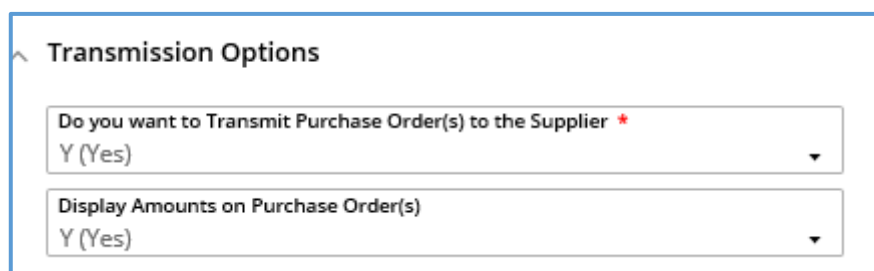 Transmission Options
Do you want to Transmit Purchase Order(s) to the Supplier *
Y (Yes)
Display Amounts on Purchase Order(s)
Y (Yes)